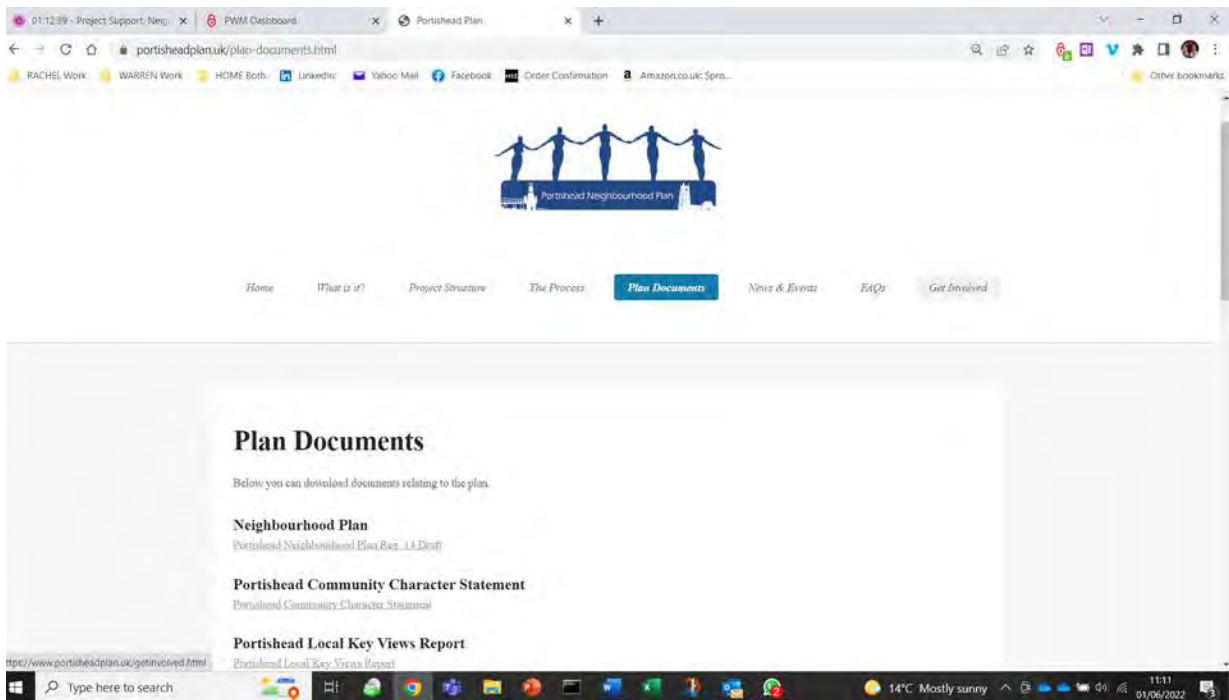 01:12:39 - Project Support, Neig
PWM Dashboard
Portishead Plan
portisheadplan.uk/plan-documents.html
RACHEL Work WARREN Work HOME Both LinkedIn Yahoo Mail Facebook Order Confirmation Amazon.co.uk: Spro... Other bookmarks
Portishead Neighbourhood Plan
Home What is it? Project Structure The Process Plan Documents News & Events FAQs Get Involved
Plan Documents
Below you can download documents relating to the plan.
Neighbourhood Plan
Portishead Neighbourhood Plan Reg. 14 Draft
Portishead Community Character Statement
Portishead Community Character Statement
Portishead Local Key Views Report
Portishead Local Key Views Report
ttps://www.portisheadplan.uk/getinvolved.html
Type here to search
14°C Mostly sunny
11:11
01/06/2022